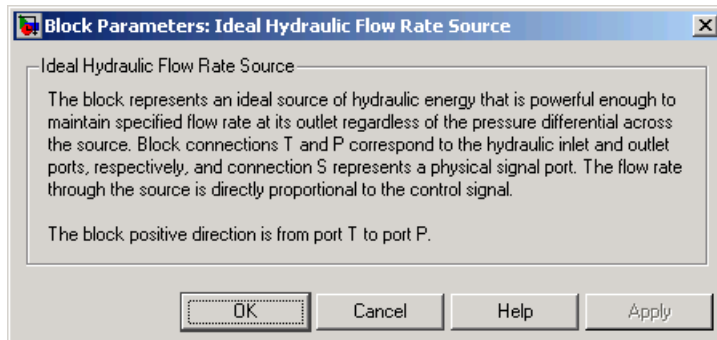 Block Parameters: Ideal Hydraulic Flow Rate Source
Ideal Hydraulic Flow Rate Source
The block represents an ideal source of hydraulic energy that is powerful enough to
maintain specified flow rate at its outlet regardless of the pressure differential across
the source. Block connections T and P correspond to the hydraulic inlet and outlet
ports, respectively, and connection S represents a physical signal port. The flow rate
through the source is directly proportional to the control signal.
The block positive direction is from port T to port P.
OK Cancel Help Apply